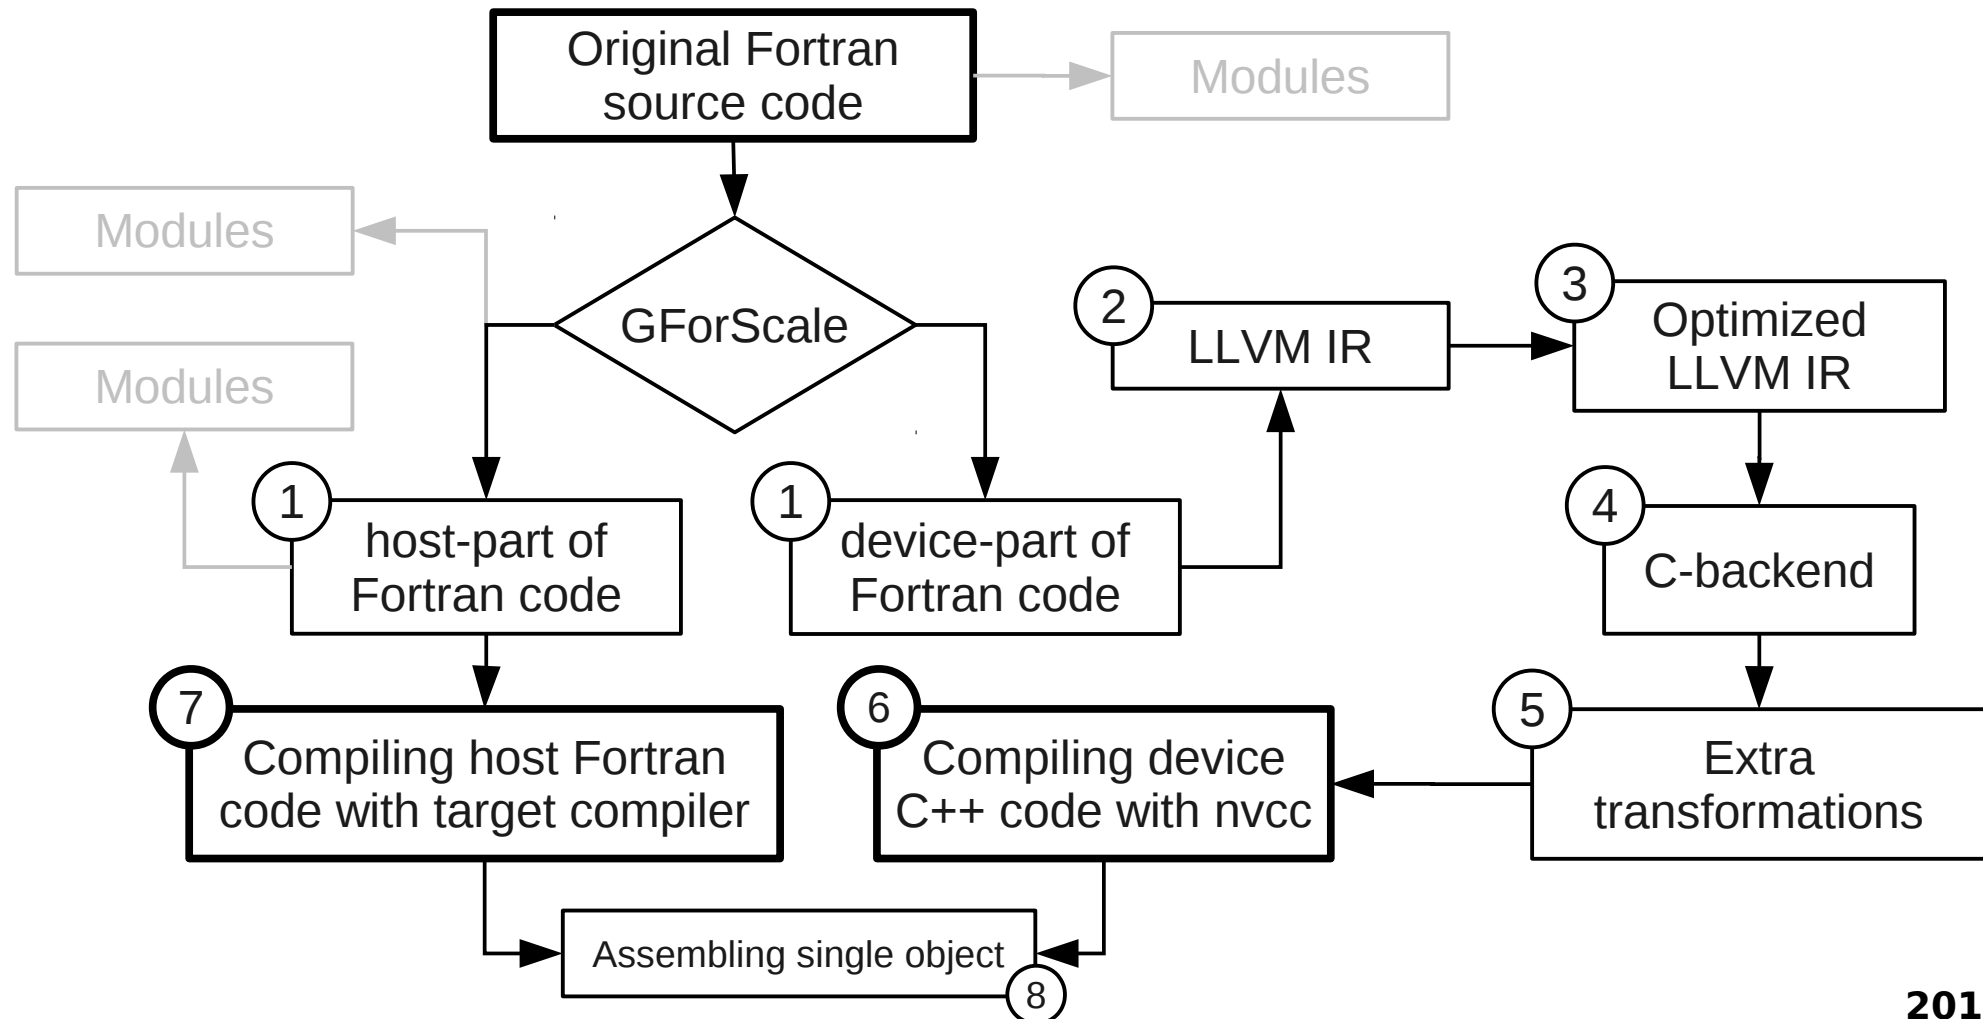 Original Fortran
source code
Modules
Modules
GForScale
2
LLVM IR
3
Optimized
LLVM IR
Modules
1
host-part of
Fortran code
1
device-part of
Fortran code
4
C-backend
7
Compiling host Fortran
code with target compiler
6
Compiling device
C++ code with nvcc
5
Extra
transformations
Assembling single object
8
201